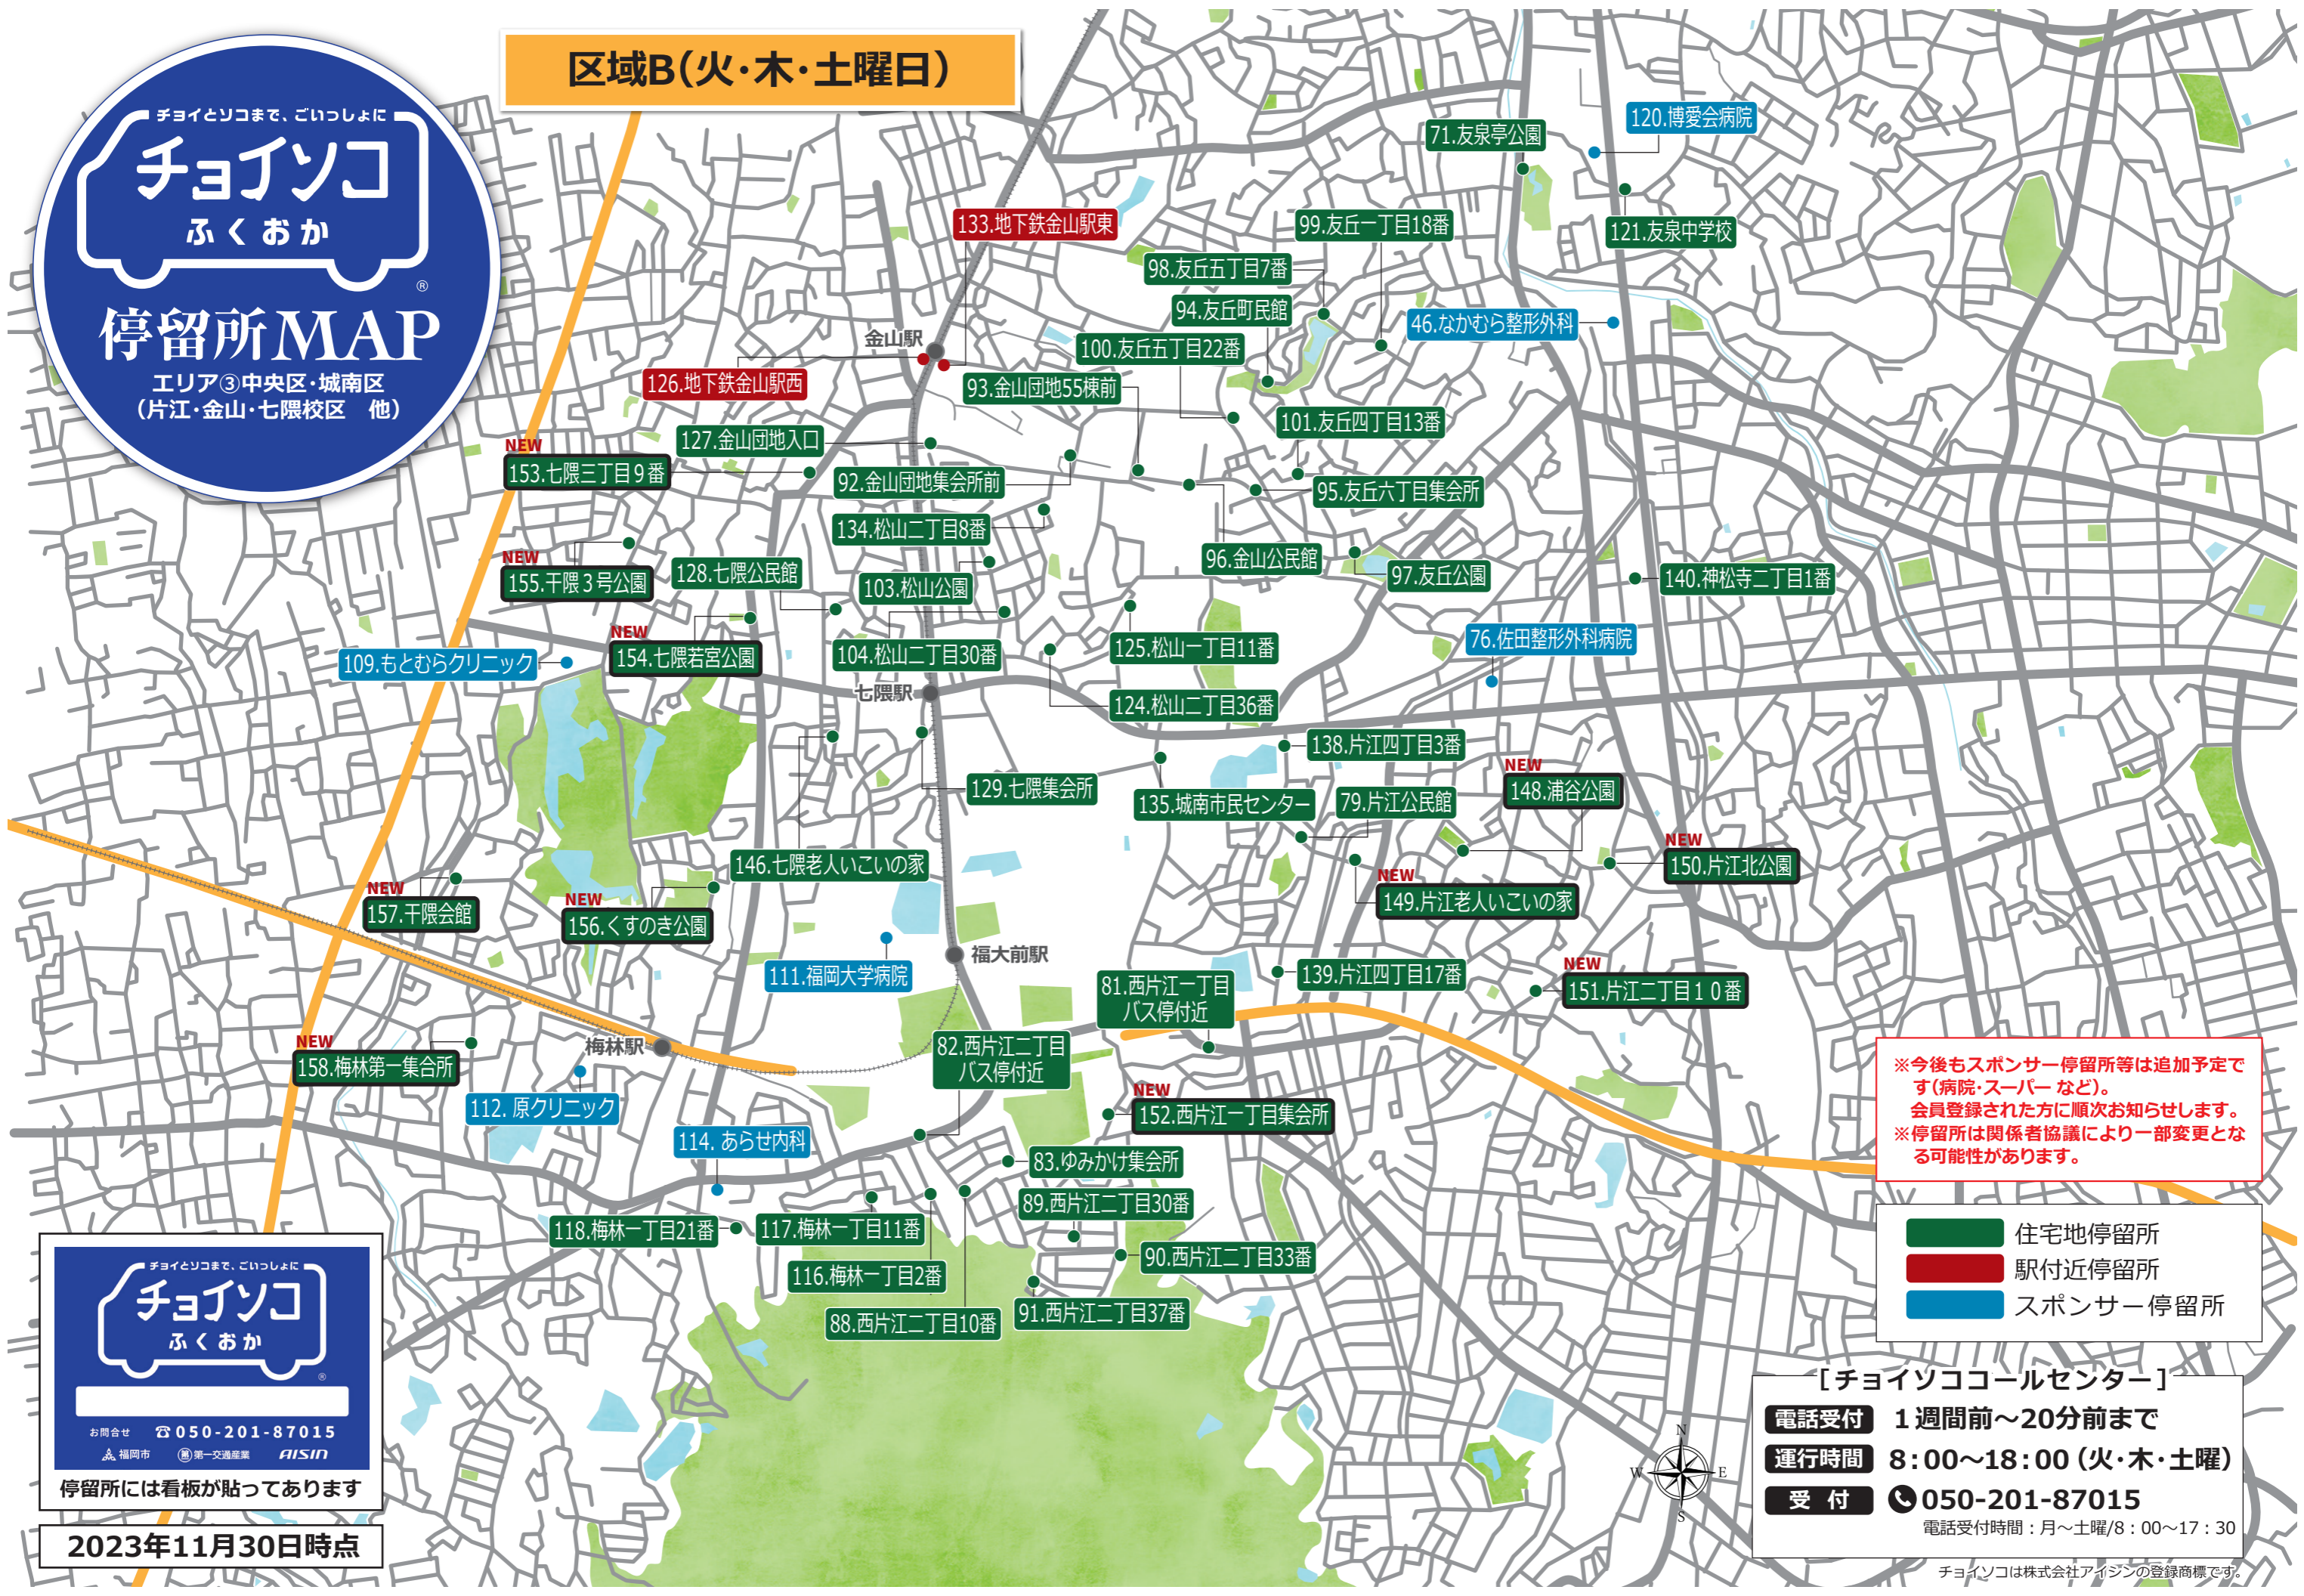 区域B(火・木・土曜日)
チョイとソコまで、ごいっしょに
チョイソコ
ふくおか
®
停留所MAP
エリア③中央区・城南区
(片江・金山・七隈校区 他)
120.博愛会病院
71.友泉亭公園
121.友泉中学校
133.地下鉄金山駅東
99.友丘一丁目18番
98.友丘五丁目7番
94.友丘町民館
46.なかむら整形外科
金山駅
100.友丘五丁目22番
126.地下鉄金山駅西
93.金山団地55棟前
101.友丘四丁目13番
127.金山団地入口
NEW
153.七隈三丁目9番
92.金山団地集会所前
95.友丘六丁目集会所
134.松山二丁目8番
NEW
155.干隈3号公園
128.七隈公民館
103.松山公園
96.金山公民館
97.友丘公園
140.神松寺二丁目1番
NEW
154.七隈若宮公園
104.松山二丁目30番
125.松山一丁目11番
76.佐田整形外科病院
109.もとむらクリニック
七隈駅
124.松山二丁目36番
138.片江四丁目3番
129.七隈集会所
135.城南市民センター
79.片江公民館
NEW
148.浦谷公園
NEW
150.片江北公園
146.七隈老人いこいの家
NEW
149.片江老人いこいの家
NEW
157.干隈会館
NEW
156.くすのき公園
福大前駅
111.福岡大学病院
139.片江四丁目17番
NEW
151.片江二丁目10番
81.西片江一丁目
バス停付近
梅林駅
82.西片江二丁目
バス停付近
NEW
158.梅林第一集合所
112.原クリニック
NEW
152.西片江一丁目集会所
114.あらせ内科
83.ゆみかけ集会所
89.西片江二丁目30番
118.梅林一丁目21番
117.梅林一丁目11番
90.西片江二丁目33番
116.梅林一丁目2番
91.西片江二丁目37番
88.西片江二丁目10番
※今後もスポンサー停留所等は追加予定で
す(病院・スーパーなど)。
会員登録された方に順次お知らせします。
※停留所は関係者協議により一部変更とな
る可能性があります。
住宅地停留所
駅付近停留所
スポンサー停留所
チョイとソコまで、ごいっしょに
チョイソコ
ふくおか
®
お問合せ ☎050-201-87015
福岡市 第一交通産業 AISIN
停留所には看板が貼ってあります
2023年11月30日時点
N
W E
S
[チョイソココールセンター]
電話受付 1週間前〜20分前まで
運行時間 8:00〜18:00(火・木・土曜)
受付 050-201-87015
電話受付時間:月〜土曜/8:00〜17:30
チョイソコは株式会社アイシンの登録商標です。